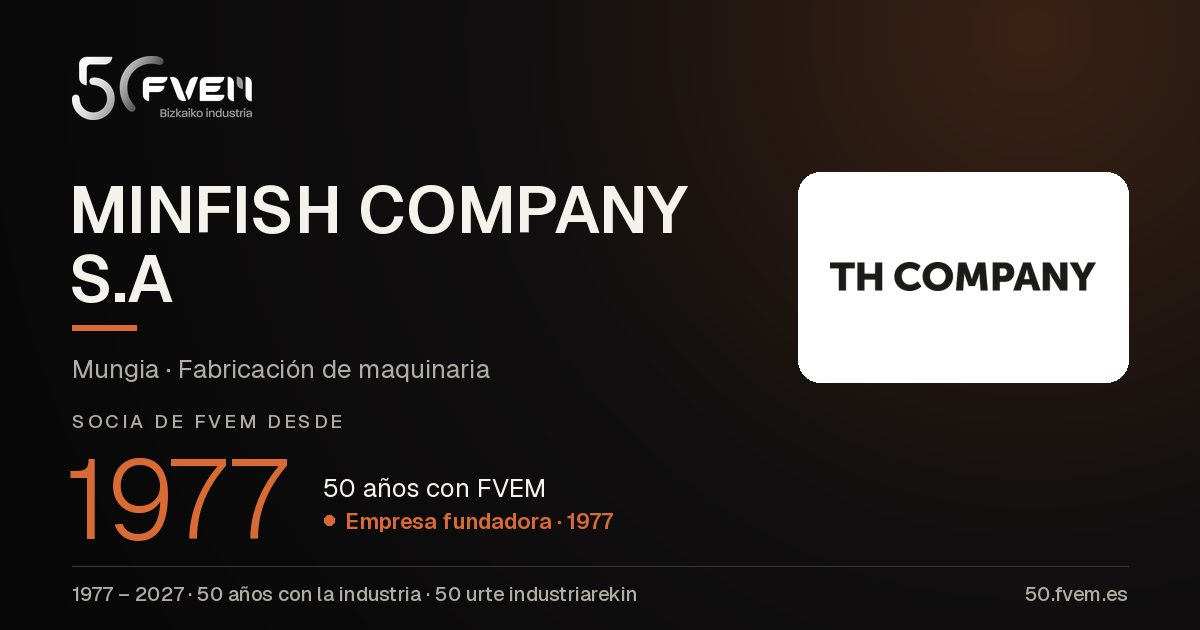 50 FVEM
Bizkaiko industria
MINFISH COMPANY
S.A
TH COMPANY
Mungia · Fabricación de maquinaria
SOCIA DE FVEM DESDE
1977
50 años con FVEM
Empresa fundadora · 1977
1977 – 2027 · 50 años con la industria · 50 urte industriarekin
50.fvem.es